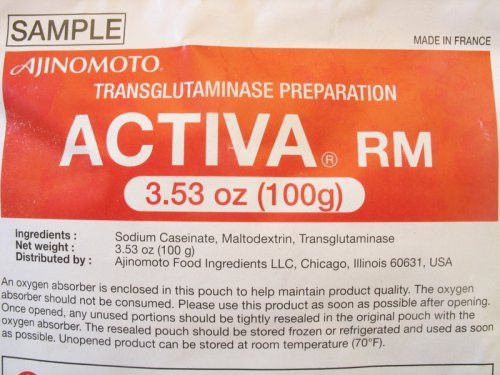 SAMPLE
MADE IN FRANCE
AJINOMOTO®
TRANSGLUTAMINASE PREPARATION
ACTIVA® RM
3.53 oz (100g)
Ingredients : Sodium Caseinate, Maltodextrin, Transglutaminase
Net weight : 3.53 oz (100 g)
Distributed by : Ajinomoto Food Ingredients LLC, Chicago, Illinois 60631, USA
An oxygen absorber is enclosed in this pouch to help maintain product quality. The oxygen
absorber should not be consumed. Please use this product as soon as possible after opening.
Once opened, any unused portions should be tightly resealed in the original pouch with the
oxygen absorber. The resealed pouch should be stored frozen or refrigerated and used as soon
as possible. Unopened product can be stored at room temperature (70°F).